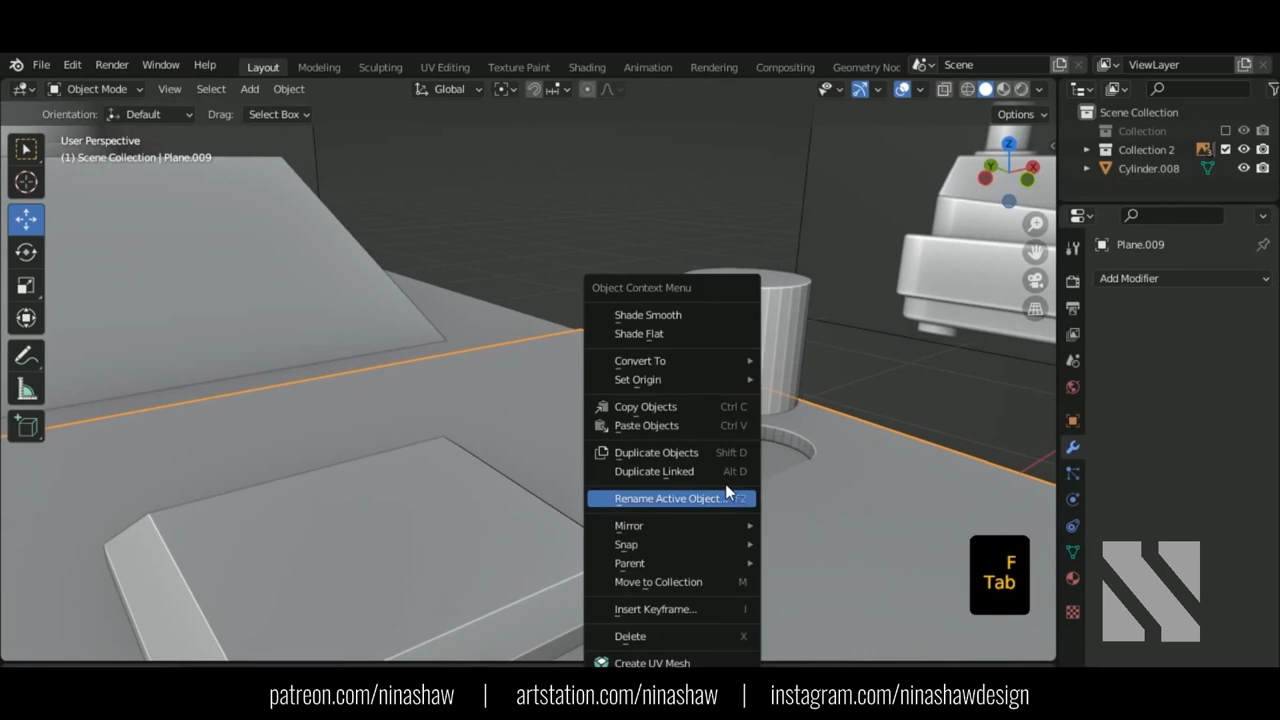 File Edit Render Window Help Layout Modeling Sculpting UV Editing Texture Paint Shading Animation Rendering Compositing Geometry Noc Scene ViewLayer
Object Mode View Select Add Object Global
Orientation: Default Drag: Select Box Options
User Perspective
(1) Scene Collection | Plane.009
Z
Y
X
Scene Collection
Collection
Collection 2
Cylinder.008
Plane.009
Add Modifier
Object Context Menu
Shade Smooth
Shade Flat
Convert To
Set Origin
Copy Objects Ctrl C
Paste Objects Ctrl V
Duplicate Objects Shift D
Duplicate Linked Alt D
Rename Active Object... F2
Mirror
Snap
Parent
Move to Collection M
Insert Keyframe... I
Delete X
Create UV Mesh
F
Tab
patreon.com/ninashaw | artstation.com/ninashaw | instagram.com/ninashawdesign